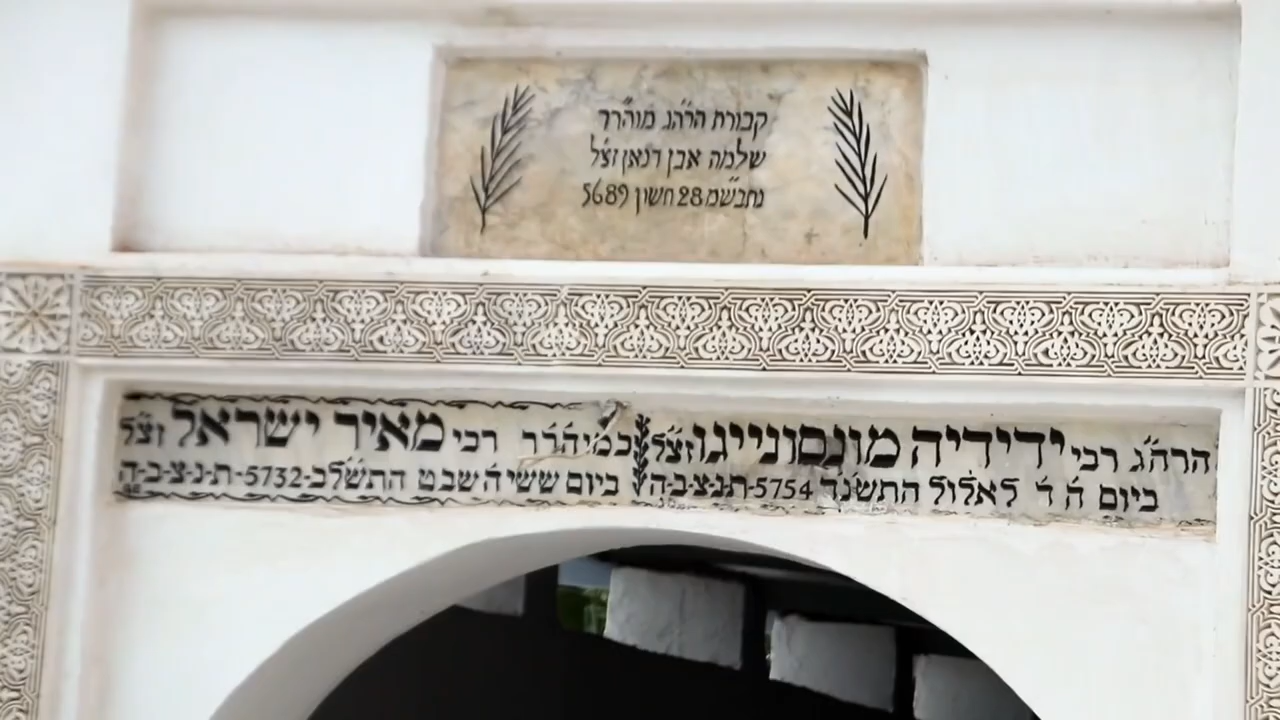 קבורת הרה״ג מוהר״ר
שלמה אבן דנאן זצ״ל
נתבש״מ 28 חשון 5689
הרה״ג רבי ידידיה מונסונייגו זצ״ל
ביום ה׳ ד׳ לאלול התשנ״ד 5754-ת-נ-צ-ב-ה
כמוהר״ר רבי מאיר ישראל זצ״ל
ביום ששי ה׳ שבט התשל״ב-5732-ת-נ-צ-ב-ה